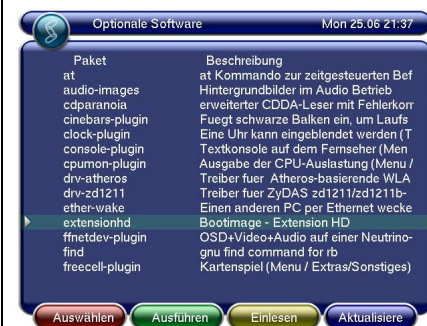 Optionale Software Mon 25.06 21:37
Paket Beschreibung
at at Kommando zur zeitgesteuerten Bef
audio-images Hintergrundbilder im Audio Betrieb
cdparanoia erweiterter CDDA-Leser mit Fehlerkorr
cinebars-plugin Fuegt schwarze Balken ein, um Laufs
clock-plugin Eine Uhr kann eingeblendet werden (T
console-plugin Textkonsole auf dem Fernseher (Men
cpumon-plugin Ausgabe der CPU-Auslastung (Menu /
drv-atheros Treiber fuer Atheros-basierende WLA
drv-zd1211 Treiber fuer ZyDAS zd1211/zd1211b-
ether-wake Einen anderen PC per Ethernet wecke
extensionhd Bootimage - Extension HD
ffnetdev-plugin OSD+Video+Audio auf einer Neutrino-
find gnu find command for rb
freecell-plugin Kartenspiel (Menu / Extras/Sonstiges)
Auswählen Ausführen Einlesen Aktualisiere